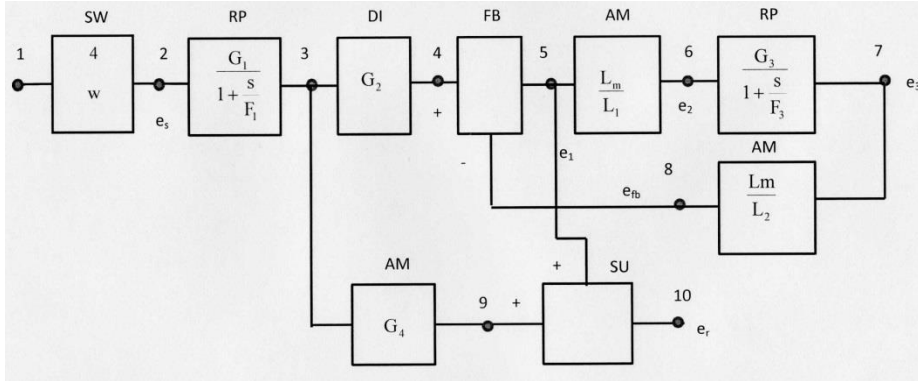 SW RP DI FB AM RP
1 4 2 3 4 5 6 7
w
G₁
1 + s/F₁
G₂
Lₘ
L₁
G₃
1 + s/F₃
eₛ + e₂ e₃
AM
- e₁ 8
e_fb
Lm
L₂
AM + SU
9 + 10
G₄
eᵣ